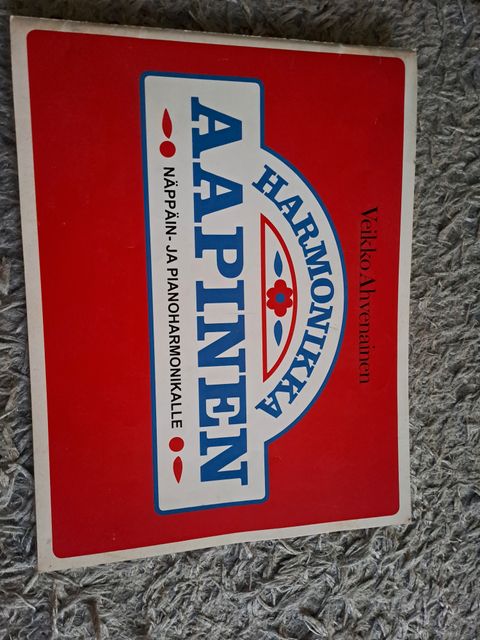 Veikko Ahvenainen
HARMONIKKA
AAPINEN
NÄPPÄIN- JA PIANOHARMONIKALLE